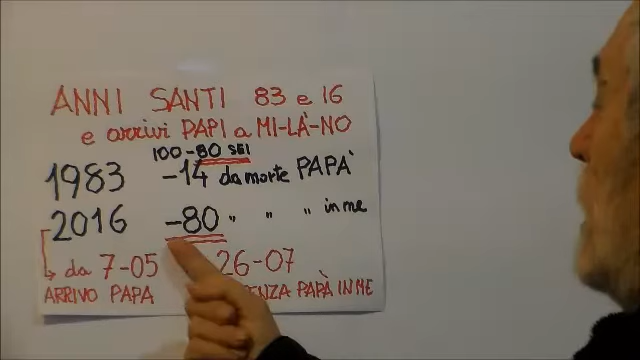 ANNI SANTI 83 e 16
e arrivi PAPI a MI-LÀ-NO
100-80 SEI
1983 -14 da morte PAPÀ
2016 -80 " " " in me
da 7-05 26-07
ARRIVO PAPA PAPÀ IN ME